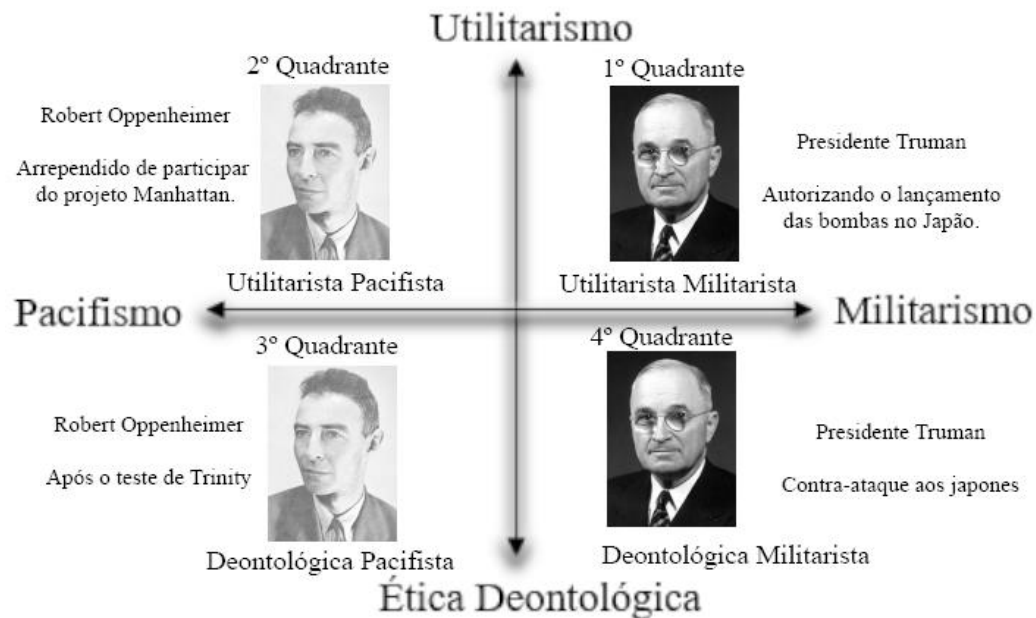 Utilitarismo
2º Quadrante
Robert Oppenheimer
Arrependido de participar
do projeto Manhattan.
Utilitarista Pacifista
1º Quadrante
Presidente Truman
Autorizando o lançamento
das bombas no Japão.
Utilitarista Militarista
Pacifismo
Militarismo
3º Quadrante
Robert Oppenheimer
Após o teste de Trinity
Deontológica Pacifista
4º Quadrante
Presidente Truman
Contra-ataque aos japones
Deontológica Militarista
Ética Deontológica